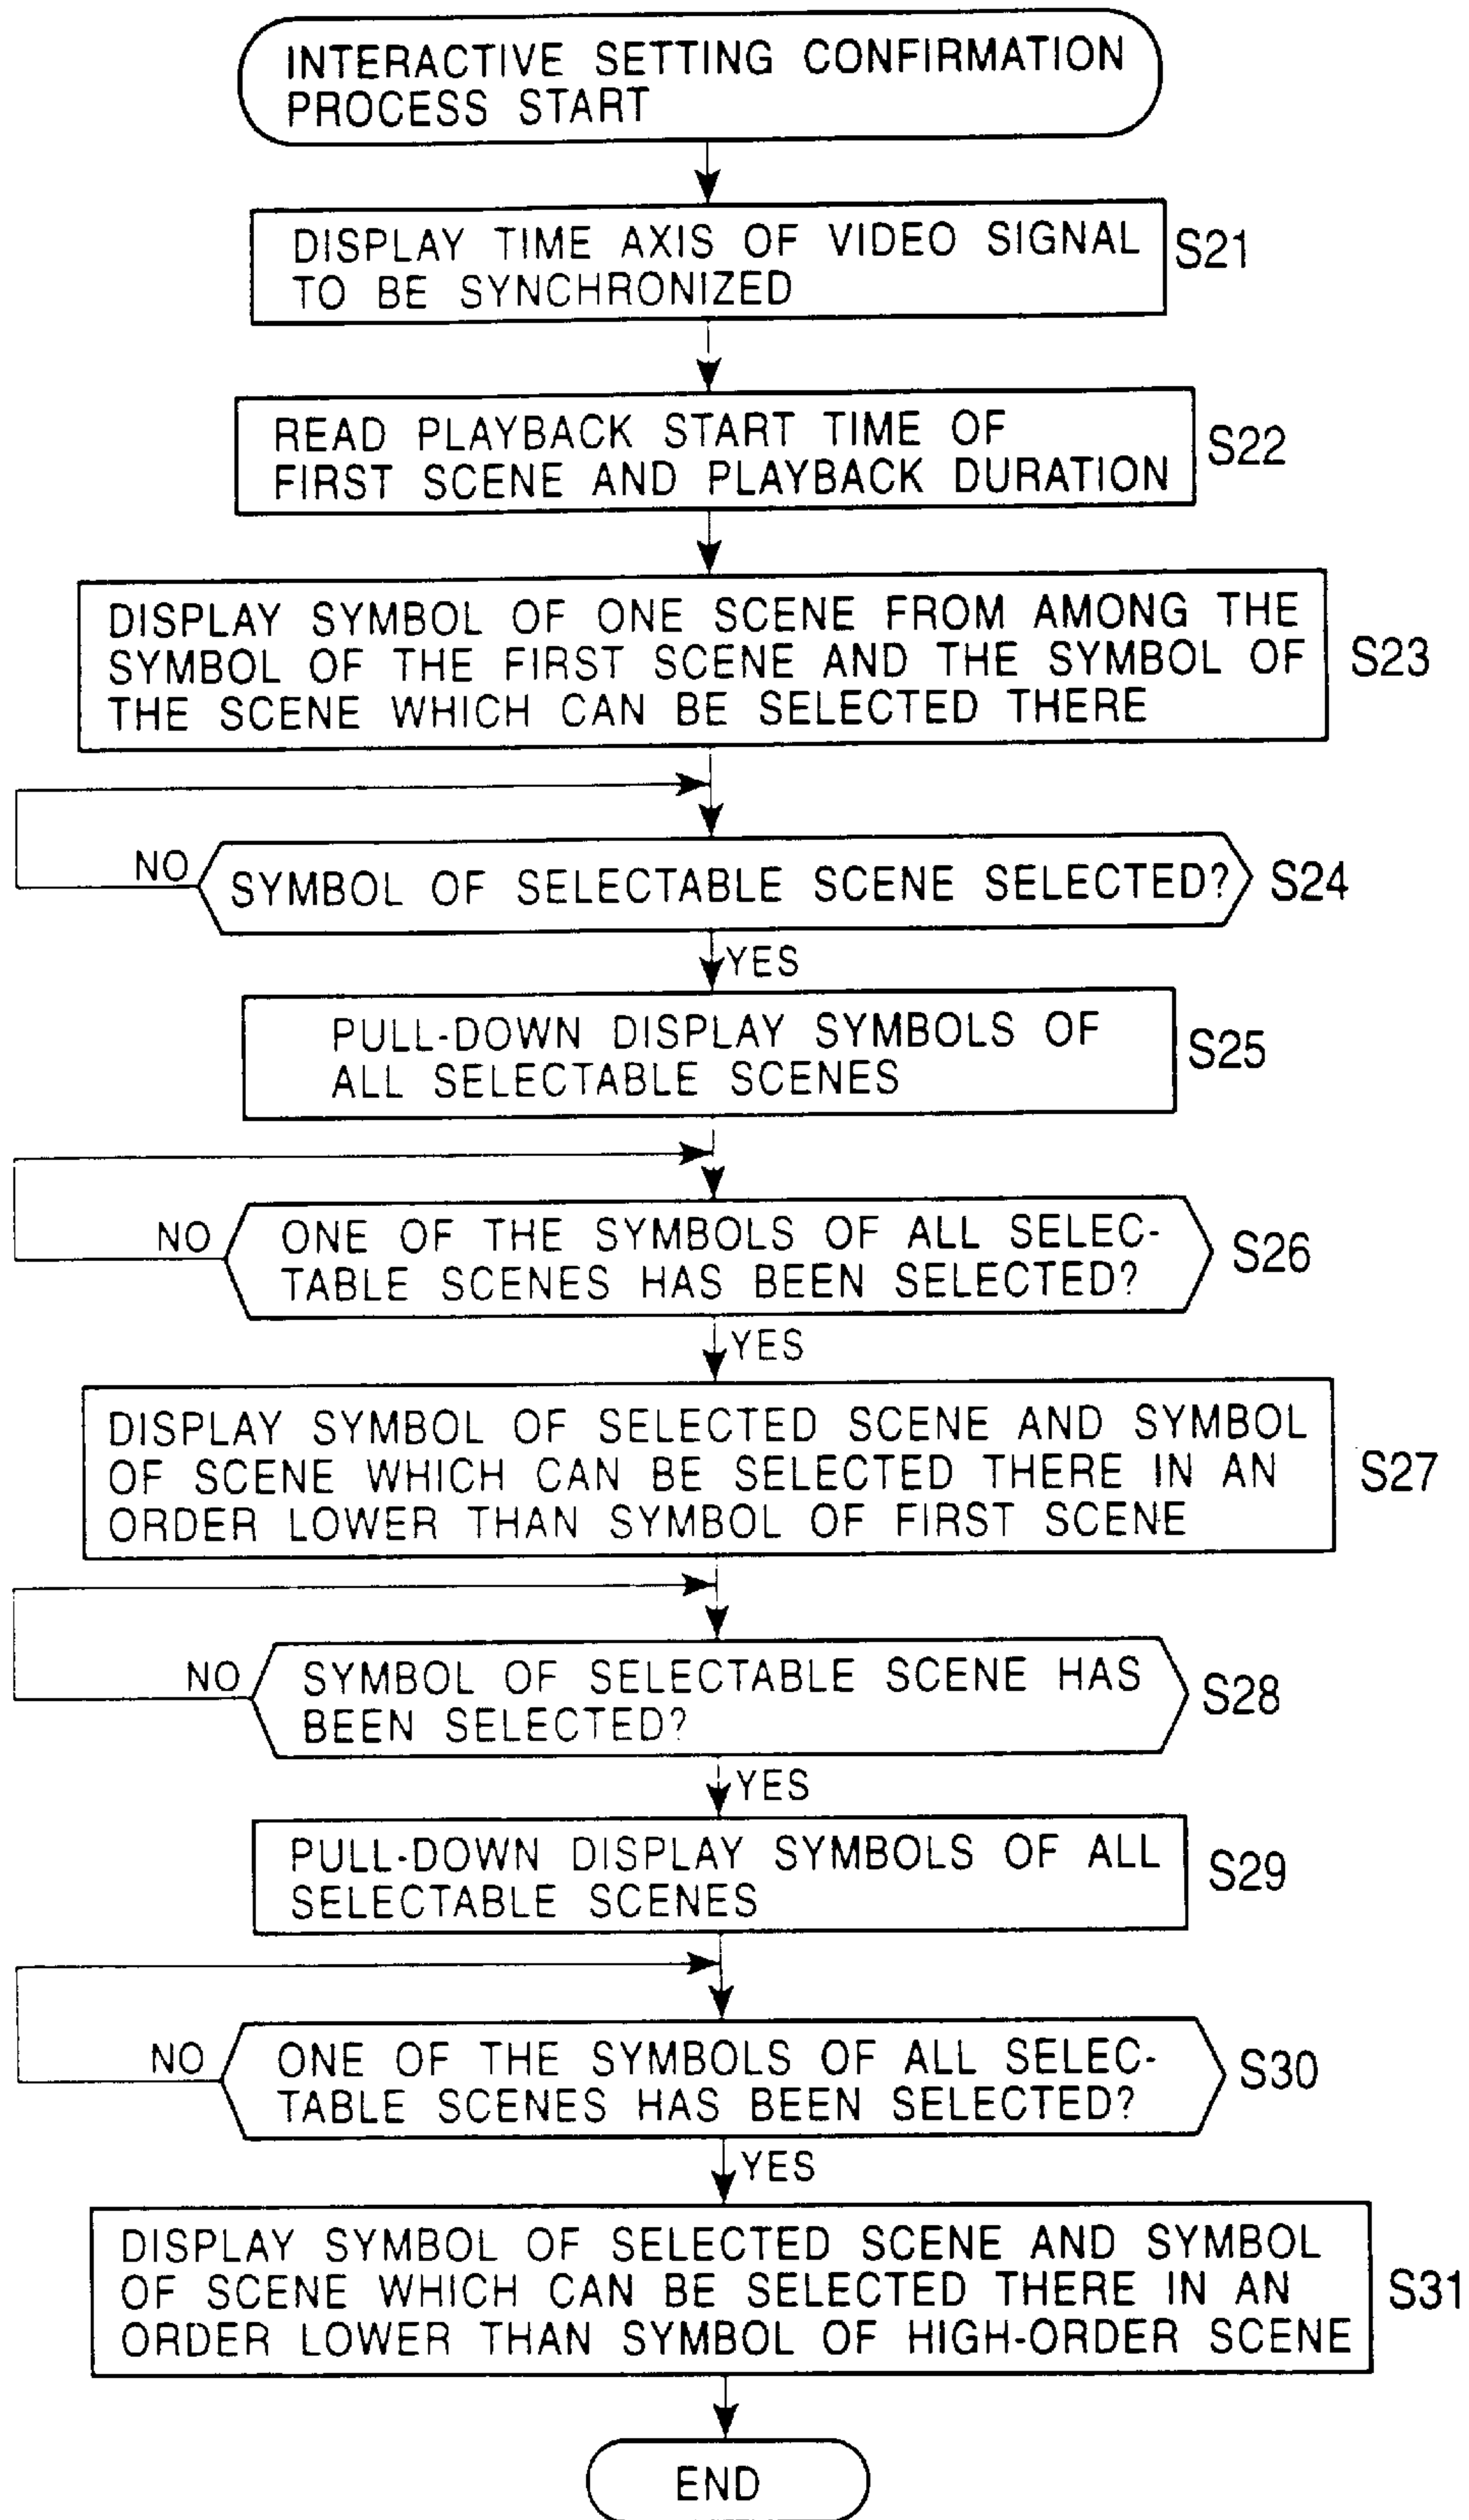 INTERACTIVE SETTING CONFIRMATION
PROCESS START
DISPLAY TIME AXIS OF VIDEO SIGNAL
TO BE SYNCHRONIZED
S21
READ PLAYBACK START TIME OF
FIRST SCENE AND PLAYBACK DURATION
S22
DISPLAY SYMBOL OF ONE SCENE FROM AMONG THE
SYMBOL OF THE FIRST SCENE AND THE SYMBOL OF
THE SCENE WHICH CAN BE SELECTED THERE
S23
NO
SYMBOL OF SELECTABLE SCENE SELECTED?
S24
YES
PULL-DOWN DISPLAY SYMBOLS OF
ALL SELECTABLE SCENES
S25
NO
ONE OF THE SYMBOLS OF ALL SELEC-
TABLE SCENES HAS BEEN SELECTED?
S26
YES
DISPLAY SYMBOL OF SELECTED SCENE AND SYMBOL
OF SCENE WHICH CAN BE SELECTED THERE IN AN
ORDER LOWER THAN SYMBOL OF FIRST SCENE
S27
NO
SYMBOL OF SELECTABLE SCENE HAS
BEEN SELECTED?
S28
YES
PULL-DOWN DISPLAY SYMBOLS OF ALL
SELECTABLE SCENES
S29
NO
ONE OF THE SYMBOLS OF ALL SELEC-
TABLE SCENES HAS BEEN SELECTED?
S30
YES
DISPLAY SYMBOL OF SELECTED SCENE AND SYMBOL
OF SCENE WHICH CAN BE SELECTED THERE IN AN
ORDER LOWER THAN SYMBOL OF HIGH-ORDER SCENE
S31
END